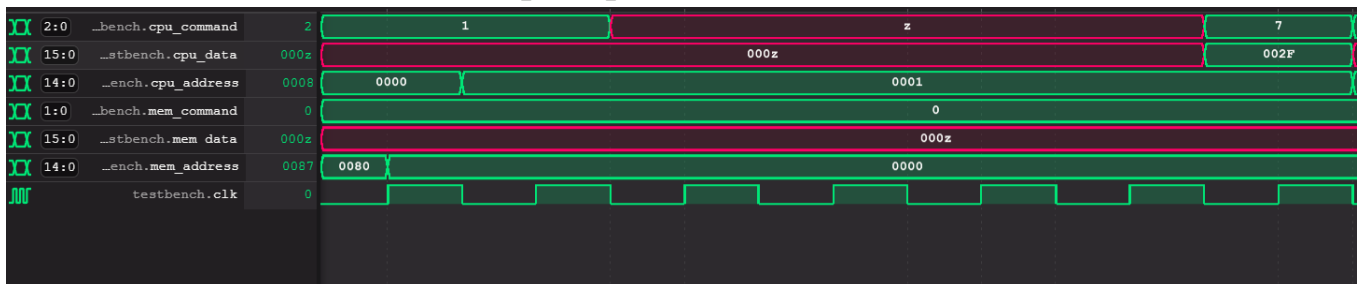 2:0 …bench.cpu_command 2 1 z 7
15:0 …stbench.cpu_data 000z 000z 002F
14:0 …ench.cpu_address 0008 0000 0001
1:0 …bench.mem_command 0 0
15:0 …stbench.mem data 000z 000z
14:0 …ench.mem_address 0087 0080 0000
testbench.clk 0